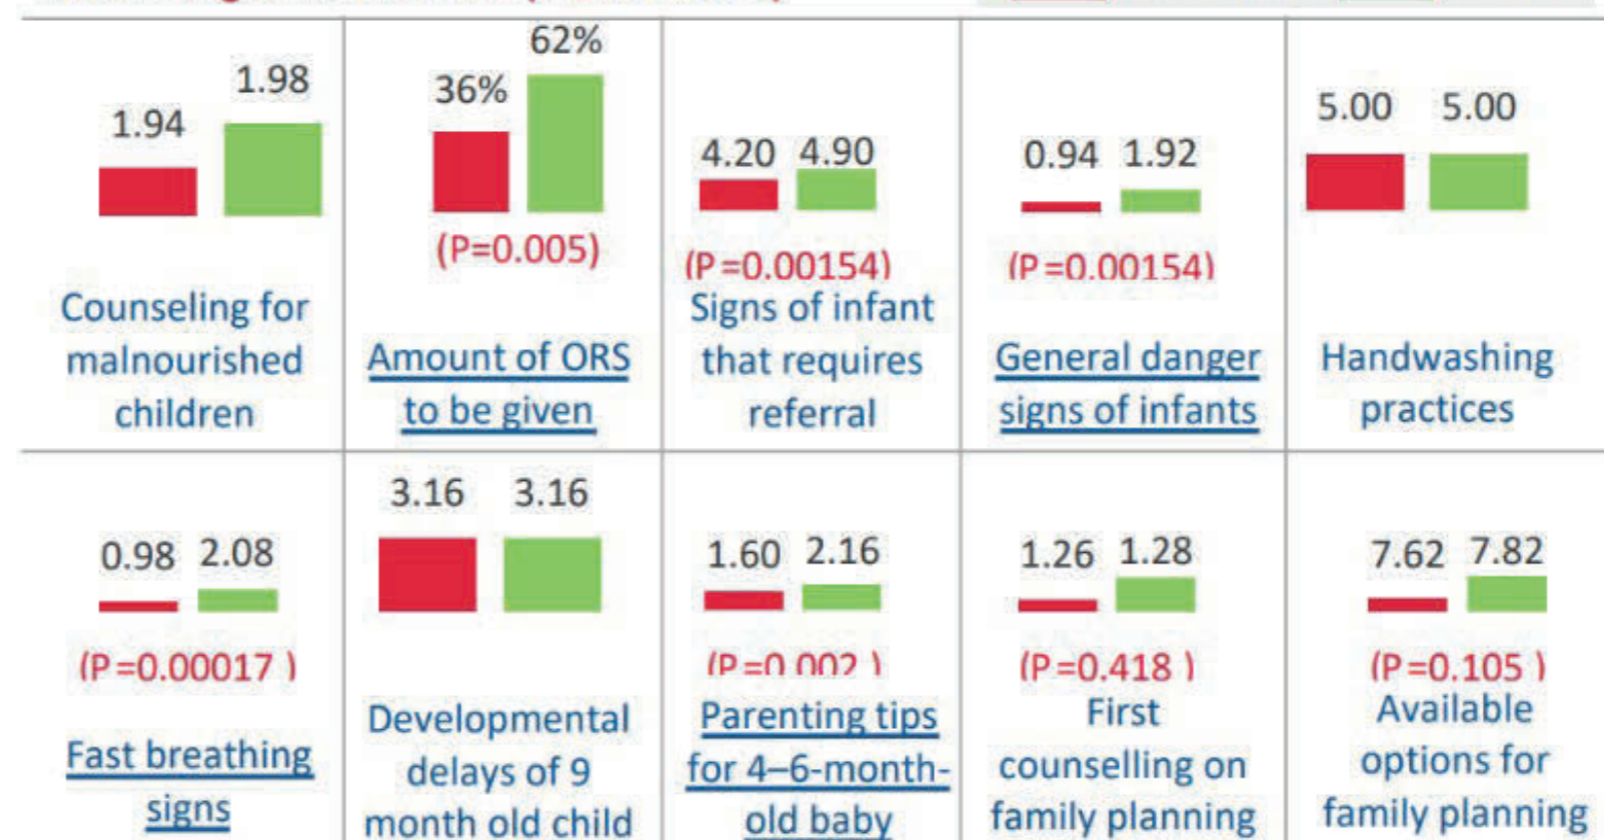 1.94 1.98
Counseling for
malnourished
children
36% 62%
(P=0.005)
Amount of ORS
to be given
4.20 4.90
(P=0.00154)
Signs of infant
that requires
referral
0.94 1.92
(P=0.00154)
General danger
signs of infants
5.00 5.00
Handwashing
practices
0.98 2.08
(P=0.00017 )
Fast breathing
signs
3.16 3.16
Developmental
delays of 9
month old child
1.60 2.16
(P=0.002 )
Parenting tips
for 4–6-month-
old baby
1.26 1.28
(P=0.418 )
First
counselling on
family planning
7.62 7.82
(P=0.105 )
Available
options for
family planning